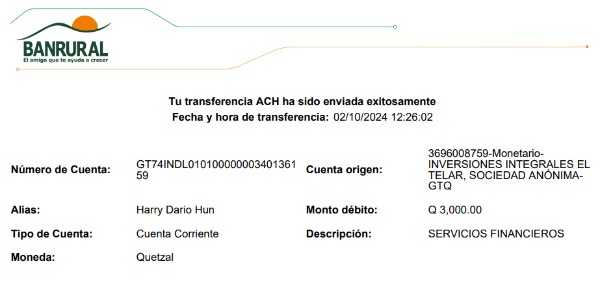 BANRURAL
El amigo que te ayuda a crecer
Tu transferencia ACH ha sido enviada exitosamente
Fecha y hora de transferencia: 02/10/2024 12:26:02
Número de Cuenta: GT74INDL010100000003401361
59
Cuenta origen: 3696008759-Monetario-
INVERSIONES INTEGRALES EL
TELAR, SOCIEDAD ANÓNIMA-
GTQ
Alias: Harry Dario Hun
Monto débito: Q 3,000.00
Tipo de Cuenta: Cuenta Corriente
Descripción: SERVICIOS FINANCIEROS
Moneda: Quetzal